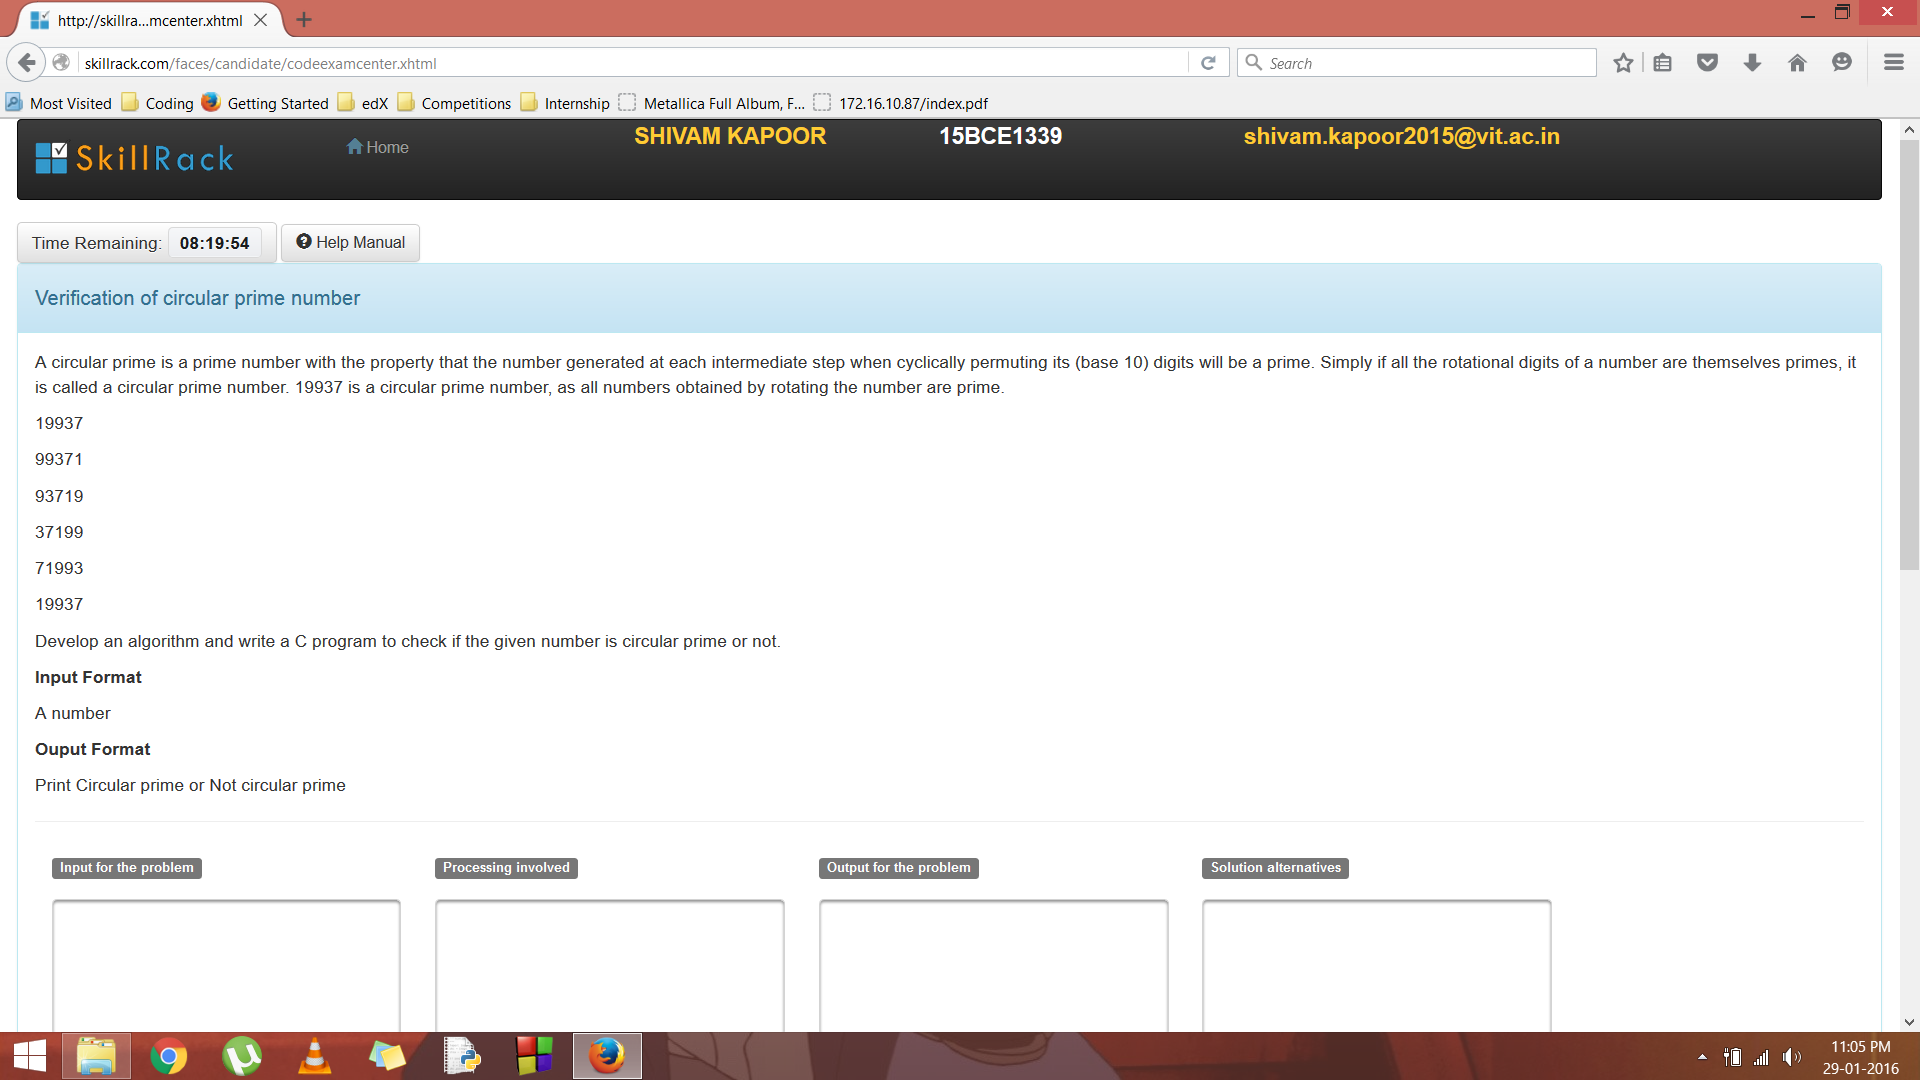 http://skillra...mcenter.xhtml
skillrack.com/faces/candidate/codeexamcenter.xhtml
Search
Most Visited Coding Getting Started edX Competitions Internship Metallica Full Album, F... 172.16.10.87/index.pdf
SkillRack Home SHIVAM KAPOOR 15BCE1339 shivam.kapoor2015@vit.ac.in
Time Remaining: 08:19:54 Help Manual
Verification of circular prime number
A circular prime is a prime number with the property that the number generated at each intermediate step when cyclically permuting its (base 10) digits will be a prime. Simply if all the rotational digits of a number are themselves primes, it
is called a circular prime number. 19937 is a circular prime number, as all numbers obtained by rotating the number are prime.
19937
99371
93719
37199
71993
19937
Develop an algorithm and write a C program to check if the given number is circular prime or not.
Input Format
A number
Ouput Format
Print Circular prime or Not circular prime
Input for the problem Processing involved Output for the problem Solution alternatives
11:05 PM
29-01-2016